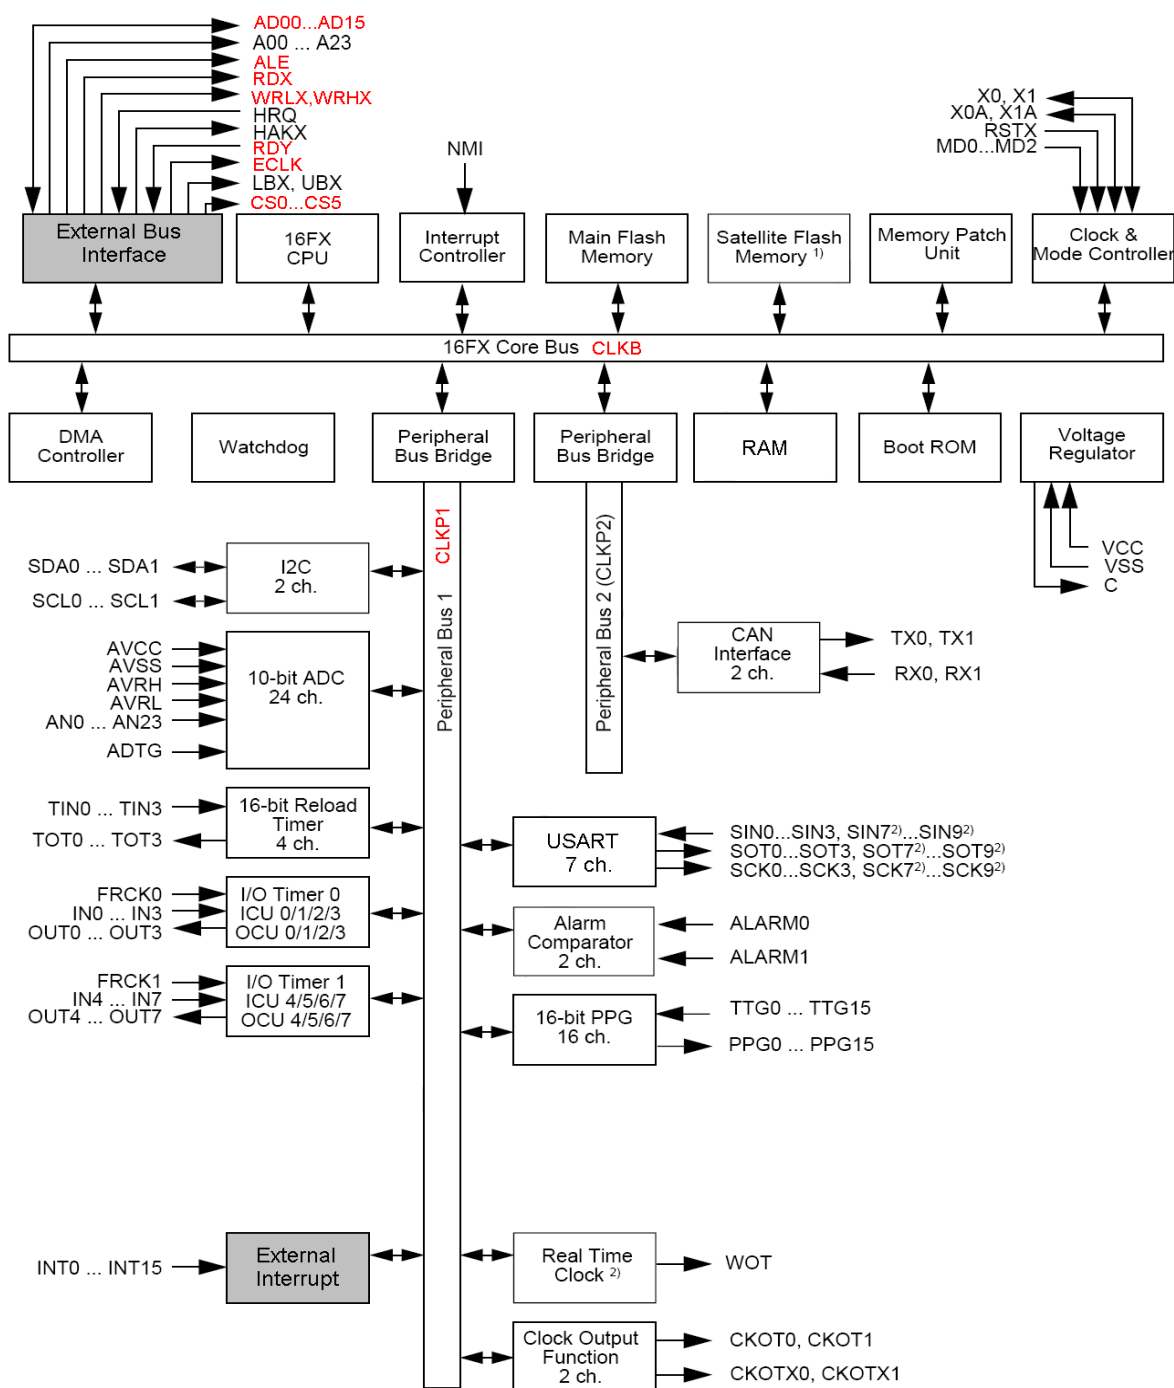 AD00...AD15
A00 ... A23
ALE
RDX
WRLX,WRHX
HRQ
HAKX
RDY
ECLK
LBX, UBX
CS0...CS5
NMI
X0, X1
X0A, X1A
RSTX
MD0...MD2
External Bus
Interface
16FX
CPU
Interrupt
Controller
Main Flash
Memory
Satellite Flash
Memory 1)
Memory Patch
Unit
Clock &
Mode Controller
16FX Core Bus CLKB
DMA
Controller
Watchdog
Peripheral
Bus Bridge
Peripheral
Bus Bridge
RAM
Boot ROM
Voltage
Regulator
VCC
VSS
C
Peripheral Bus 1 CLKP1
Peripheral Bus 2 (CLKP2)
SDA0 ... SDA1
SCL0 ... SCL1
I2C
2 ch.
AVCC
AVSS
AVRH
AVRL
AN0 ... AN23
ADTG
10-bit ADC
24 ch.
CAN
Interface
2 ch.
TX0, TX1
RX0, RX1
TIN0 ... TIN3
TOT0 ... TOT3
16-bit Reload
Timer
4 ch.
USART
7 ch.
SIN0...SIN3, SIN72)...SIN92)
SOT0...SOT3, SOT72)...SOT92)
SCK0...SCK3, SCK72)...SCK92)
FRCK0
IN0 ... IN3
OUT0 ... OUT3
I/O Timer 0
ICU 0/1/2/3
OCU 0/1/2/3
Alarm
Comparator
2 ch.
ALARM0
ALARM1
FRCK1
IN4 ... IN7
OUT4 ... OUT7
I/O Timer 1
ICU 4/5/6/7
OCU 4/5/6/7
16-bit PPG
16 ch.
TTG0 ... TTG15
PPG0 ... PPG15
INT0 ... INT15
External
Interrupt
Real Time
Clock 2)
WOT
Clock Output
Function
2 ch.
CKOT0, CKOT1
CKOTX0, CKOTX1